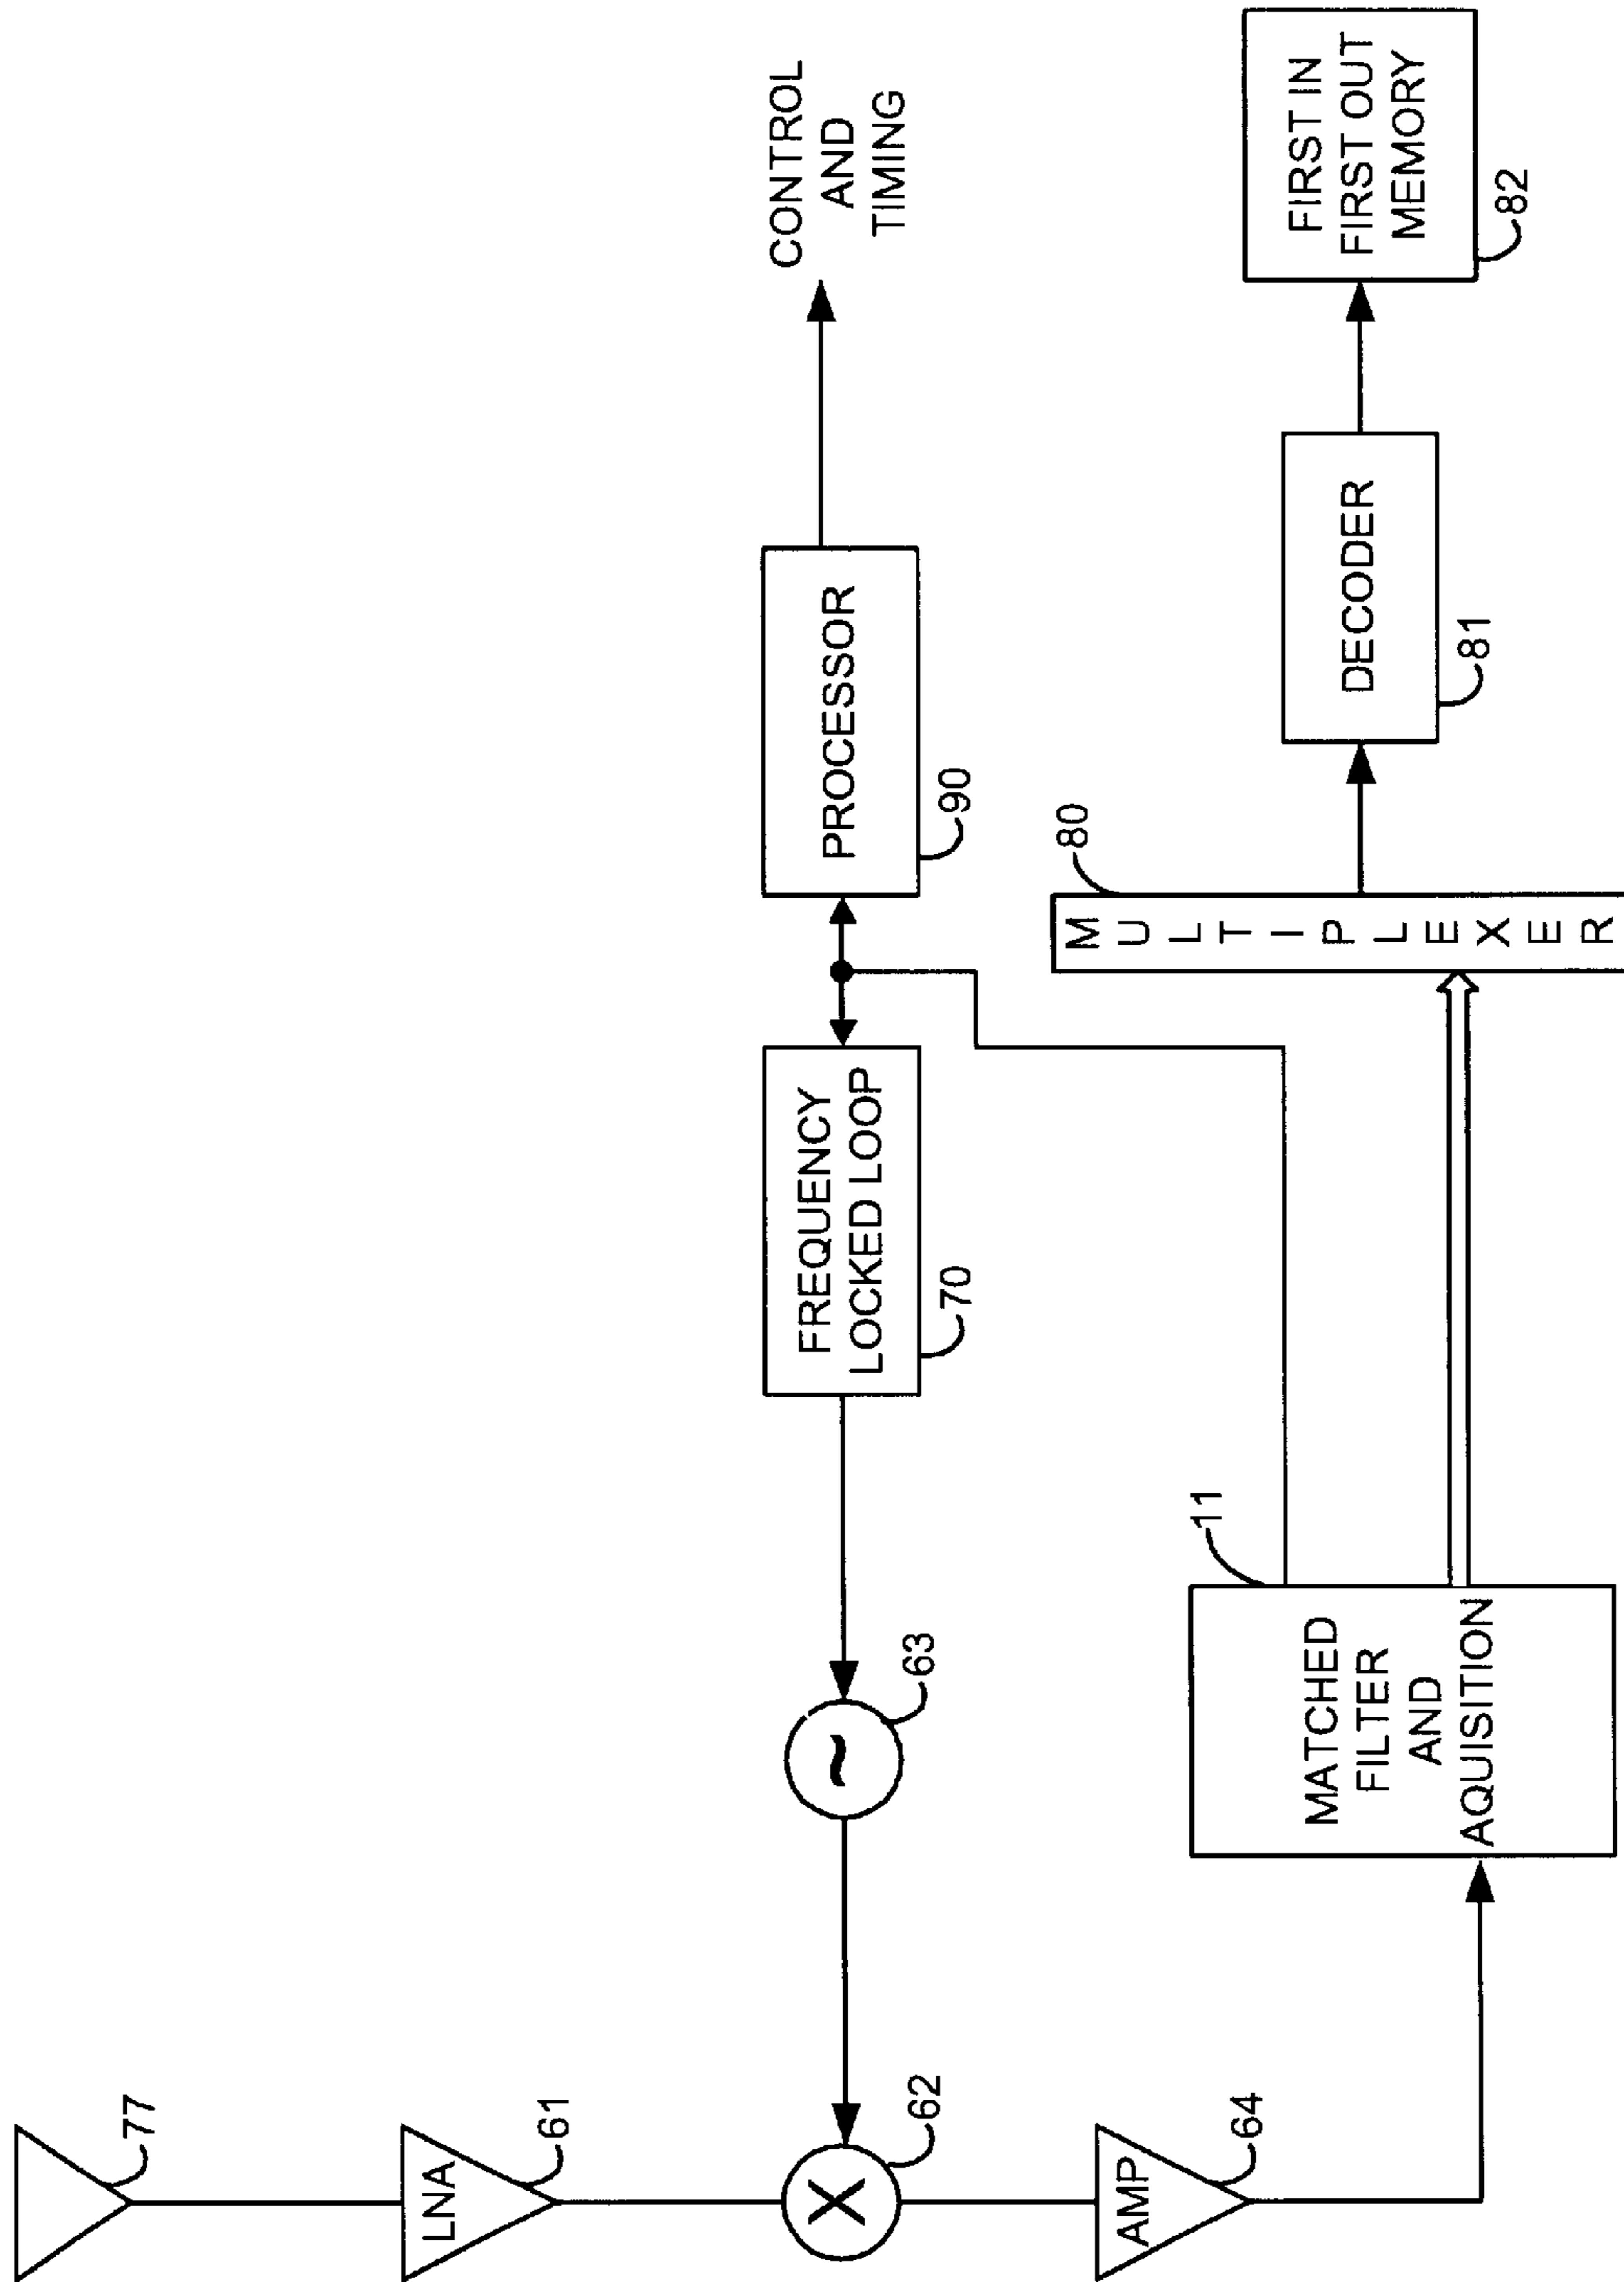 77
LNA
61
X
62
~
63
FREQUENCY
LOCKED LOOP
70
PROCESSOR
90
CONTROL
AND
TIMING
AMP
64
MATCHED
FILTER
AND
AQUISITION
11
MULTIPLEXER
80
DECODER
81
FIRST IN
FIRST OUT
MEMORY
82